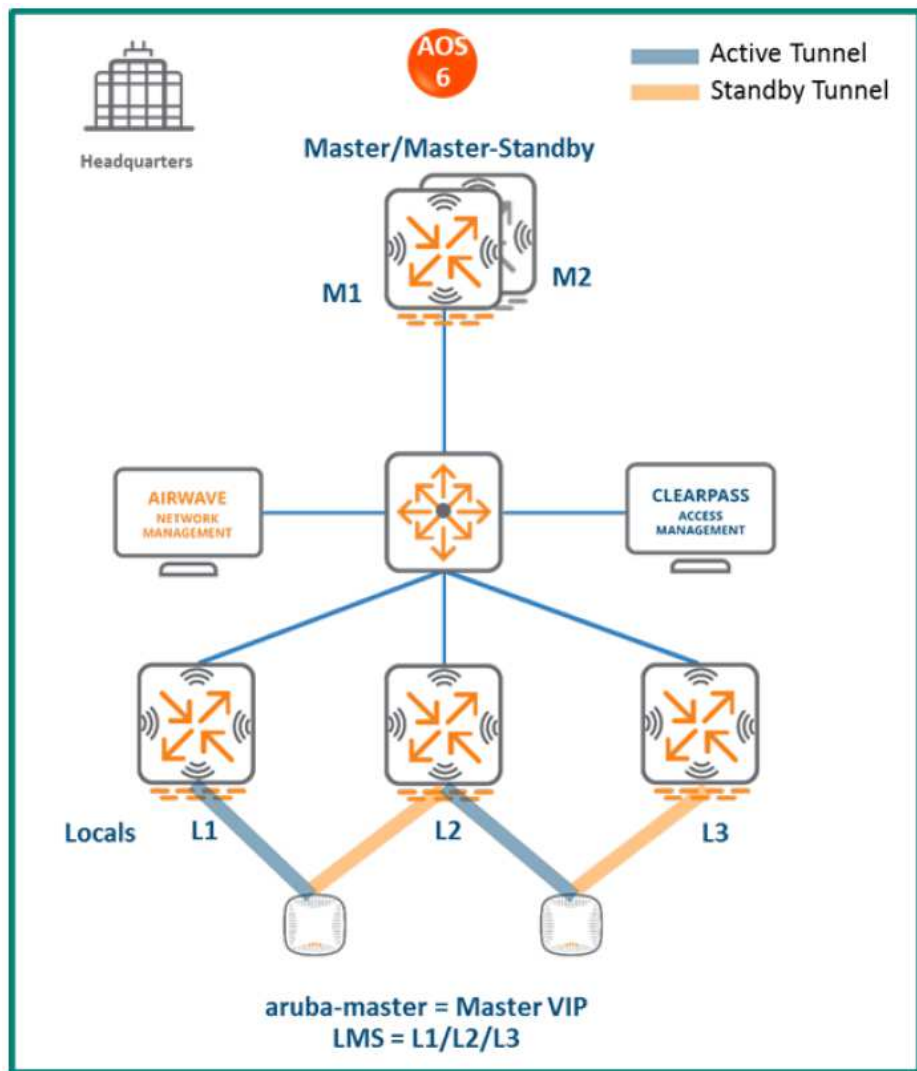 AOS
6
Active Tunnel
Standby Tunnel
Headquarters
Master/Master-Standby
M1
M2
AIRWAVE
NETWORK
MANAGEMENT
CLEARPASS
ACCESS
MANAGEMENT
Locals
L1
L2
L3
aruba-master = Master VIP
LMS = L1/L2/L3